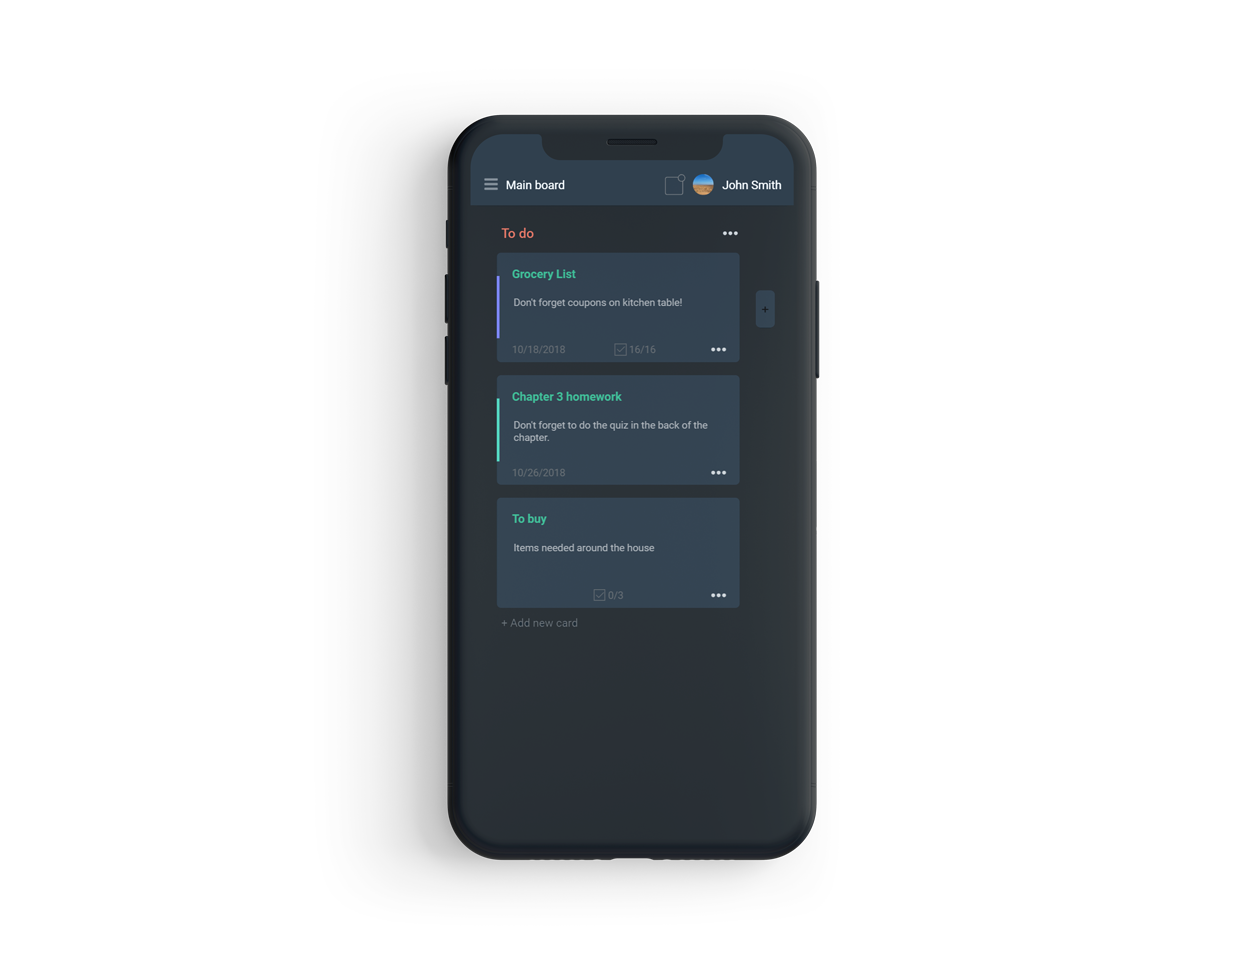 Main board
John Smith
To do
Grocery List
Don't forget coupons on kitchen table!
10/18/2018
16/16
+
Chapter 3 homework
Don't forget to do the quiz in the back of the
chapter.
10/26/2018
To buy
Items needed around the house
0/3
+ Add new card